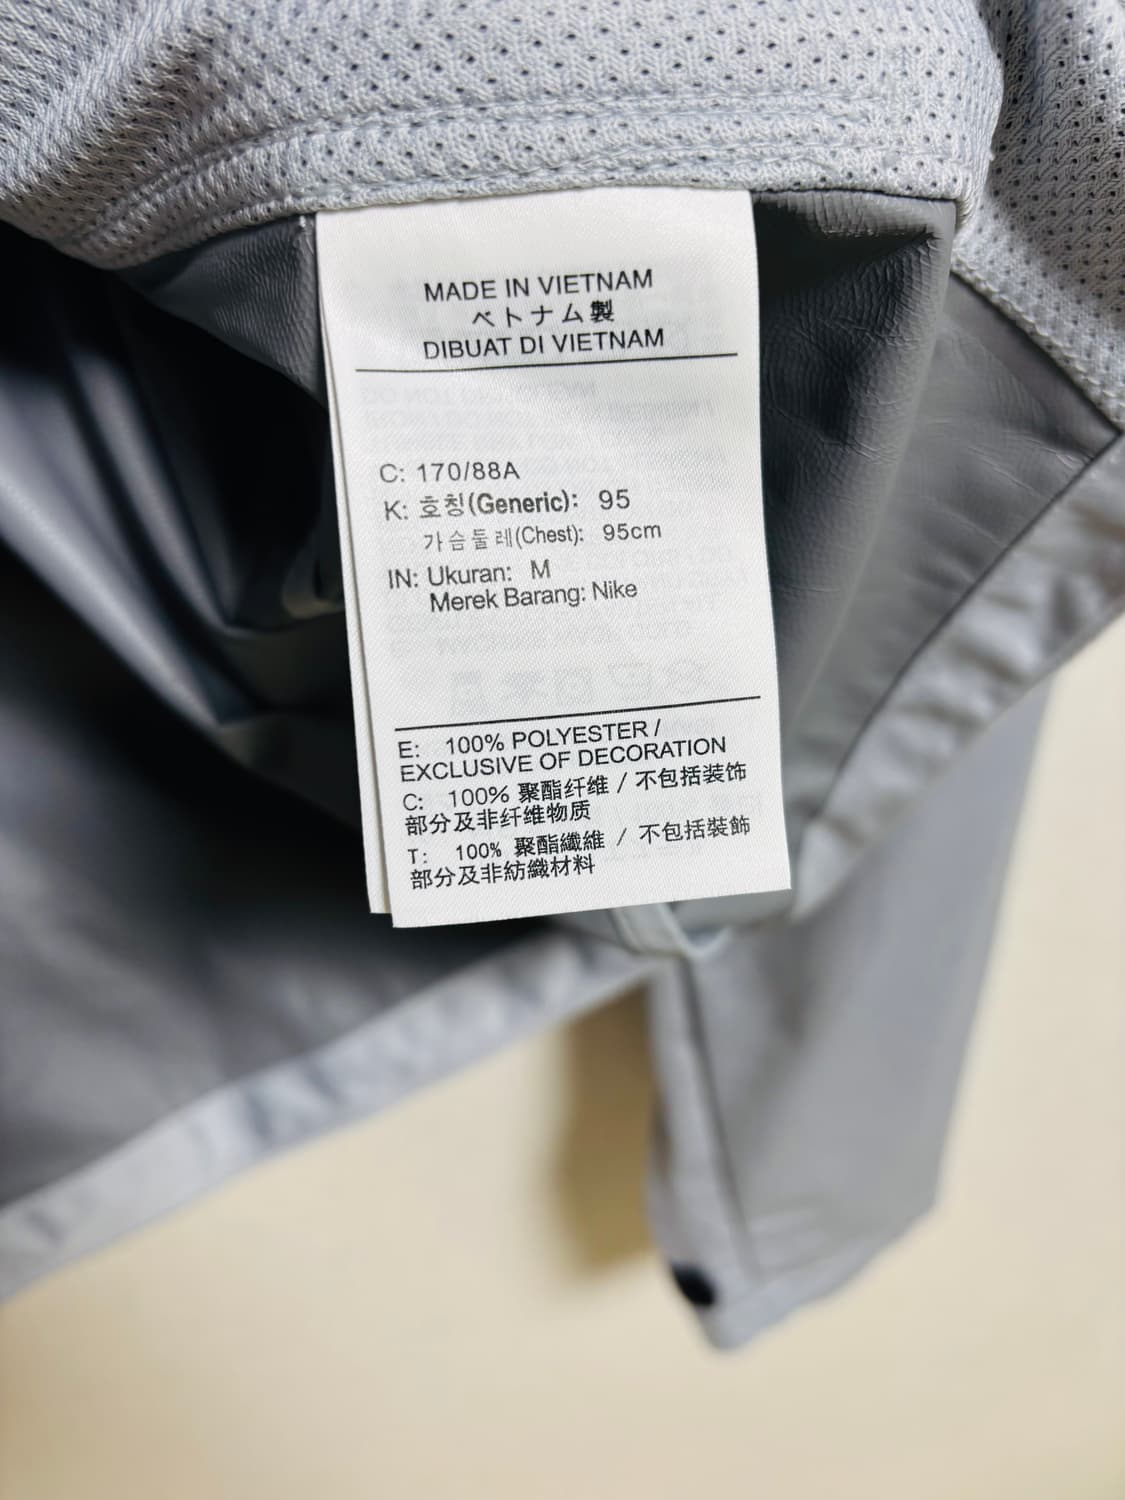 MADE IN VIETNAM
ベトナム製
DIBUAT DI VIETNAM
C: 170/88A
K: 호칭(Generic): 95
가슴둘레(Chest): 95cm
IN: Ukuran: M
Merek Barang: Nike
E: 100% POLYESTER /
EXCLUSIVE OF DECORATION
C: 100% 聚酯纤维 / 不包括装饰
部分及非纤维物质
T: 100% 聚酯纖維 / 不包括裝飾
部分及非紡織材料